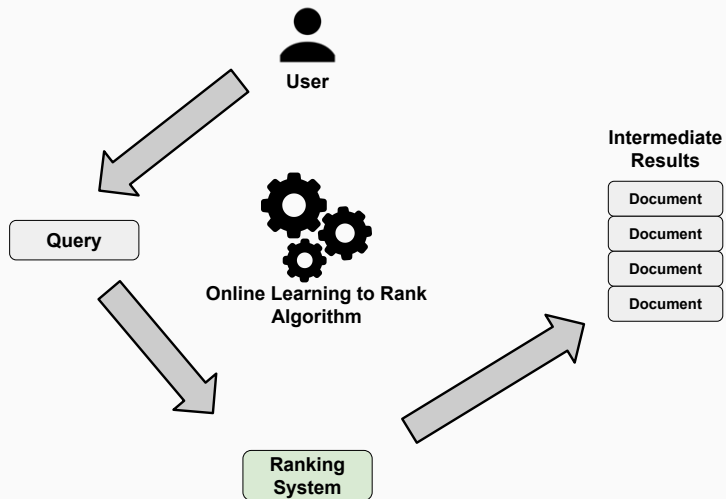 User
Intermediate
Results
Document
Document
Document
Document
Query
Online Learning to Rank
Algorithm
Ranking
System